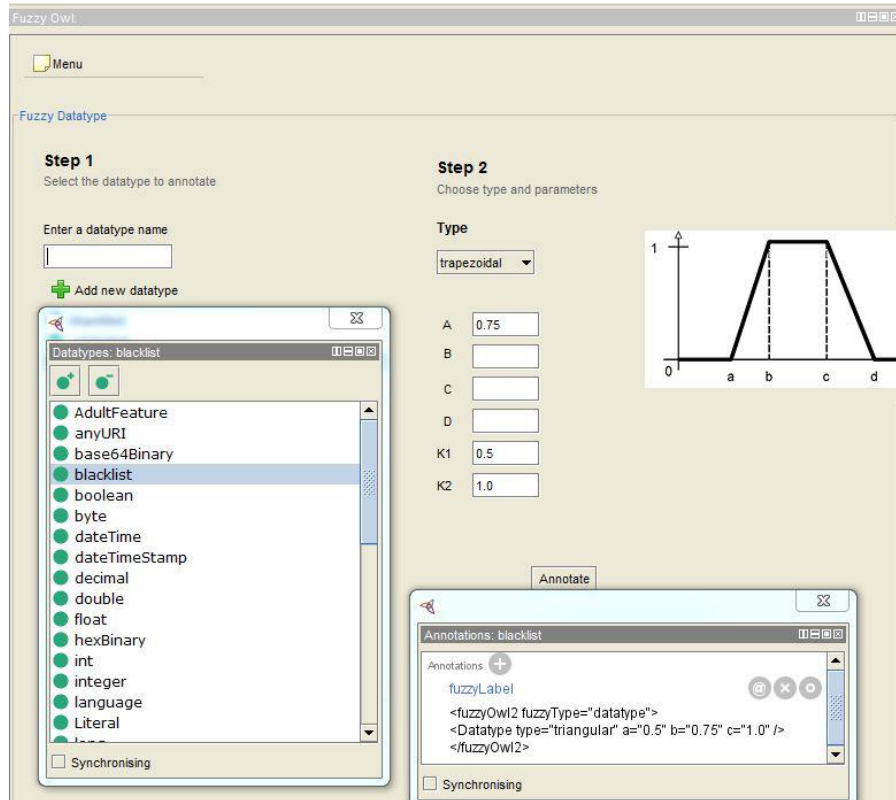 Fuzzy Owl:
Menu
Fuzzy Datatype
Step 1
Select the datatype to annotate
Enter a datatype name
Add new datatype
Datatypes: blacklist
AdultFeature
anyURI
base64Binary
blacklist
boolean
byte
dateTime
dateTimeStamp
decimal
double
float
hexBinary
int
integer
language
Literal
Synchronising
Step 2
Choose type and parameters
Type
trapezoidal
A 0.75
B
C
D
K1 0.5
K2 1.0
1
0 a b c d
Annotate
Annotations: blacklist
Annotations
fuzzyLabel
<fuzzyOwl2 fuzzyType="datatype">
<Datatype type="triangular" a="0.5" b="0.75" c="1.0" />
</fuzzyOwl2>
Synchronising